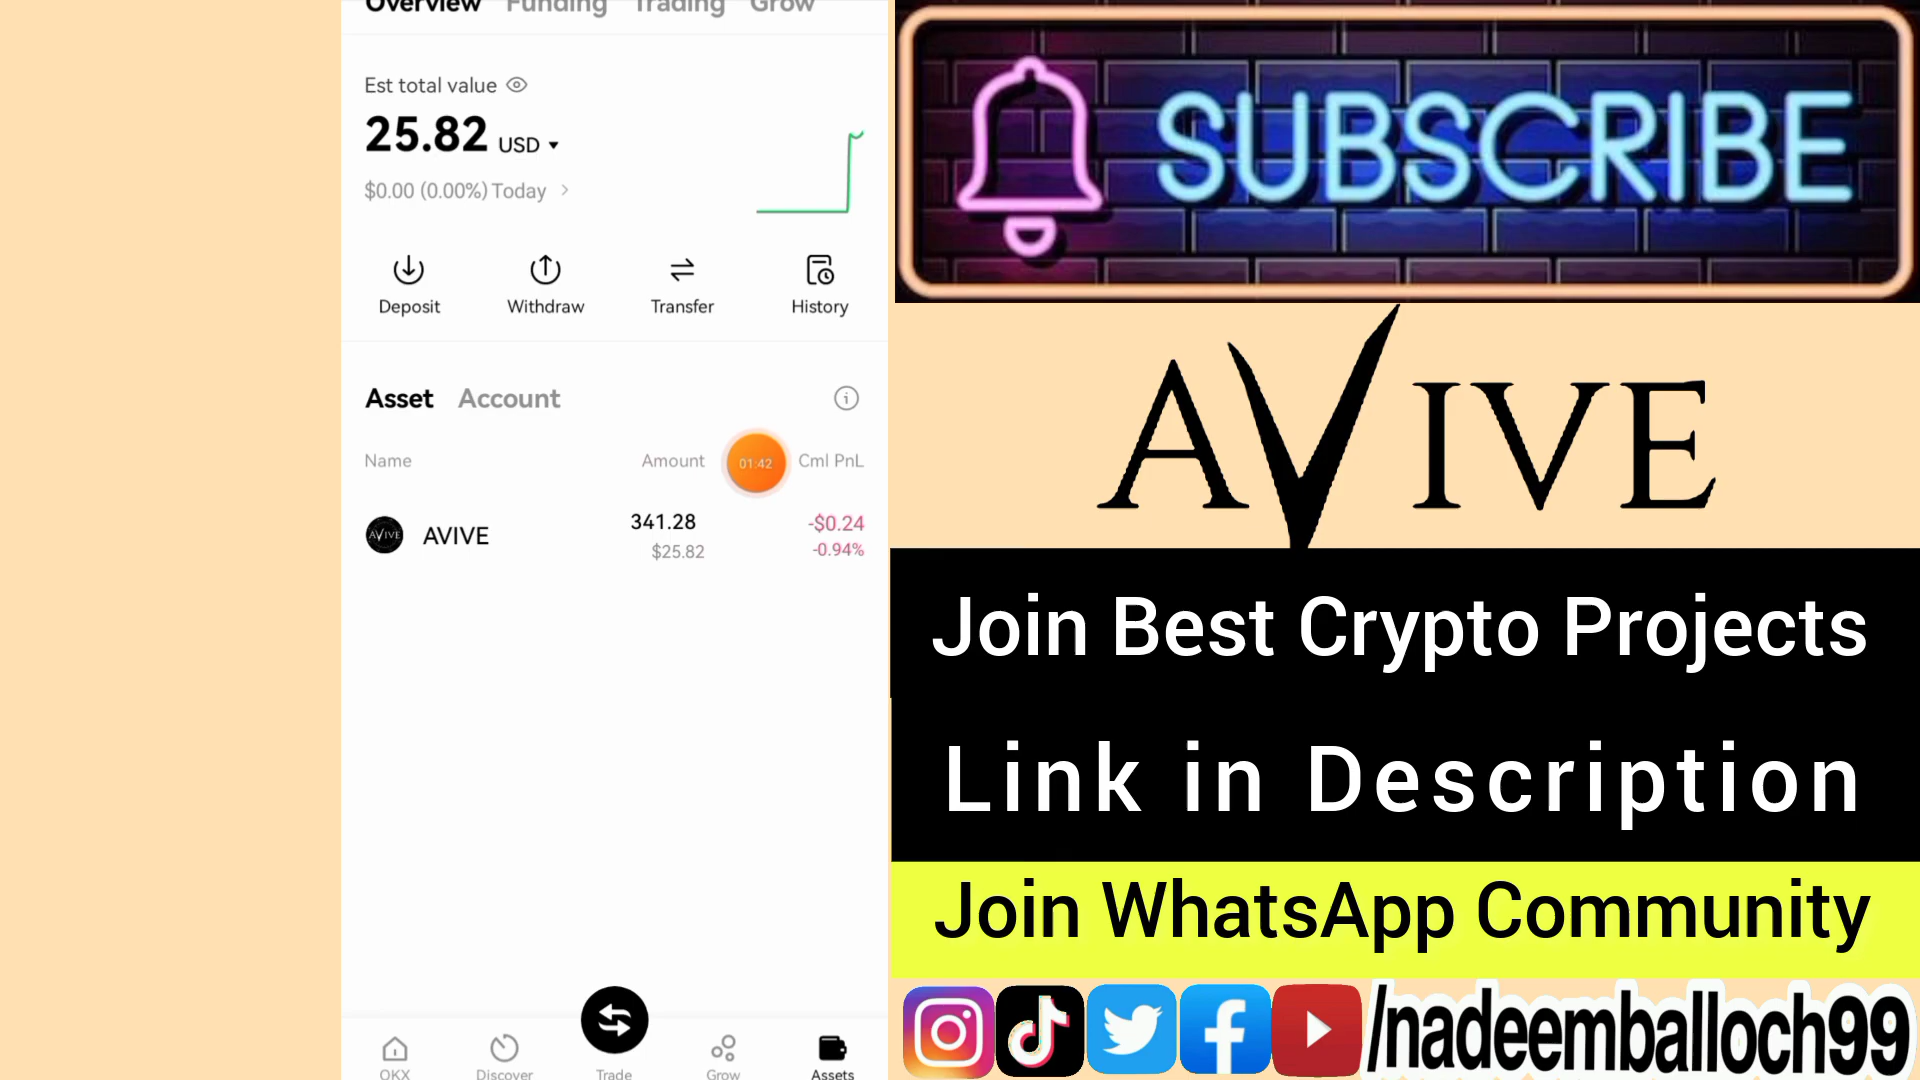 Overview Funding Trading Grow
Est total value
25.82 USD
$0.00 (0.00%) Today
Deposit Withdraw Transfer History
Asset Account
Name Amount 01:42 Cml PnL
AVIVE AVIVE 341.28 -$0.24
$25.82 -0.94%
OKX Discover Trade Grow Assets
SUBSCRIBE
AVIVE
Join Best Crypto Projects
Link in Description
Join WhatsApp Community
/nadeemballoch99